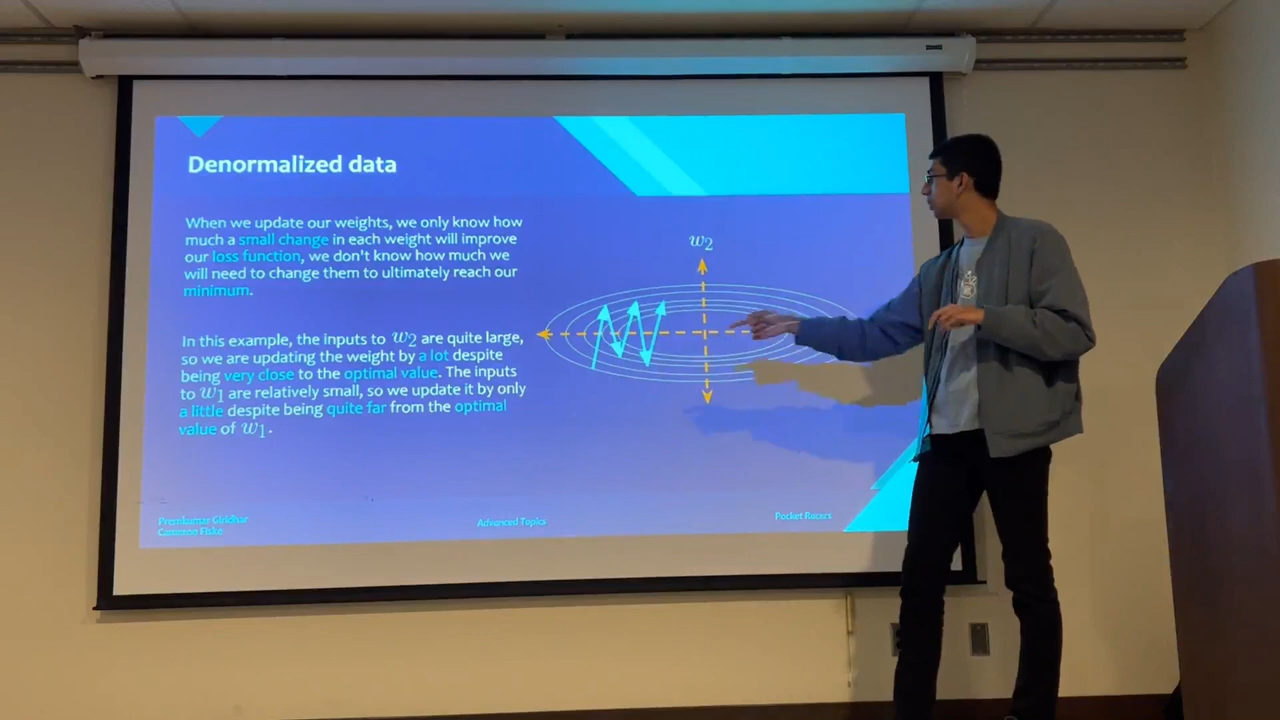 Denormalized data
When we update our weights, we only know how
much a small change in each weight will improve
our loss function, we don't know how much we
will need to change them to ultimately reach our
minimum.
In this example, the inputs to w2 are quite large,
so we are updating the weight by a lot despite
being very close to the optimal value. The inputs
to w1 are relatively small, so we update it by only
a little despite being quite far from the optimal
value of w1.
w2
Premkumar Giridhar
Cameron Fiske
Advanced Topics
Pocket Racers